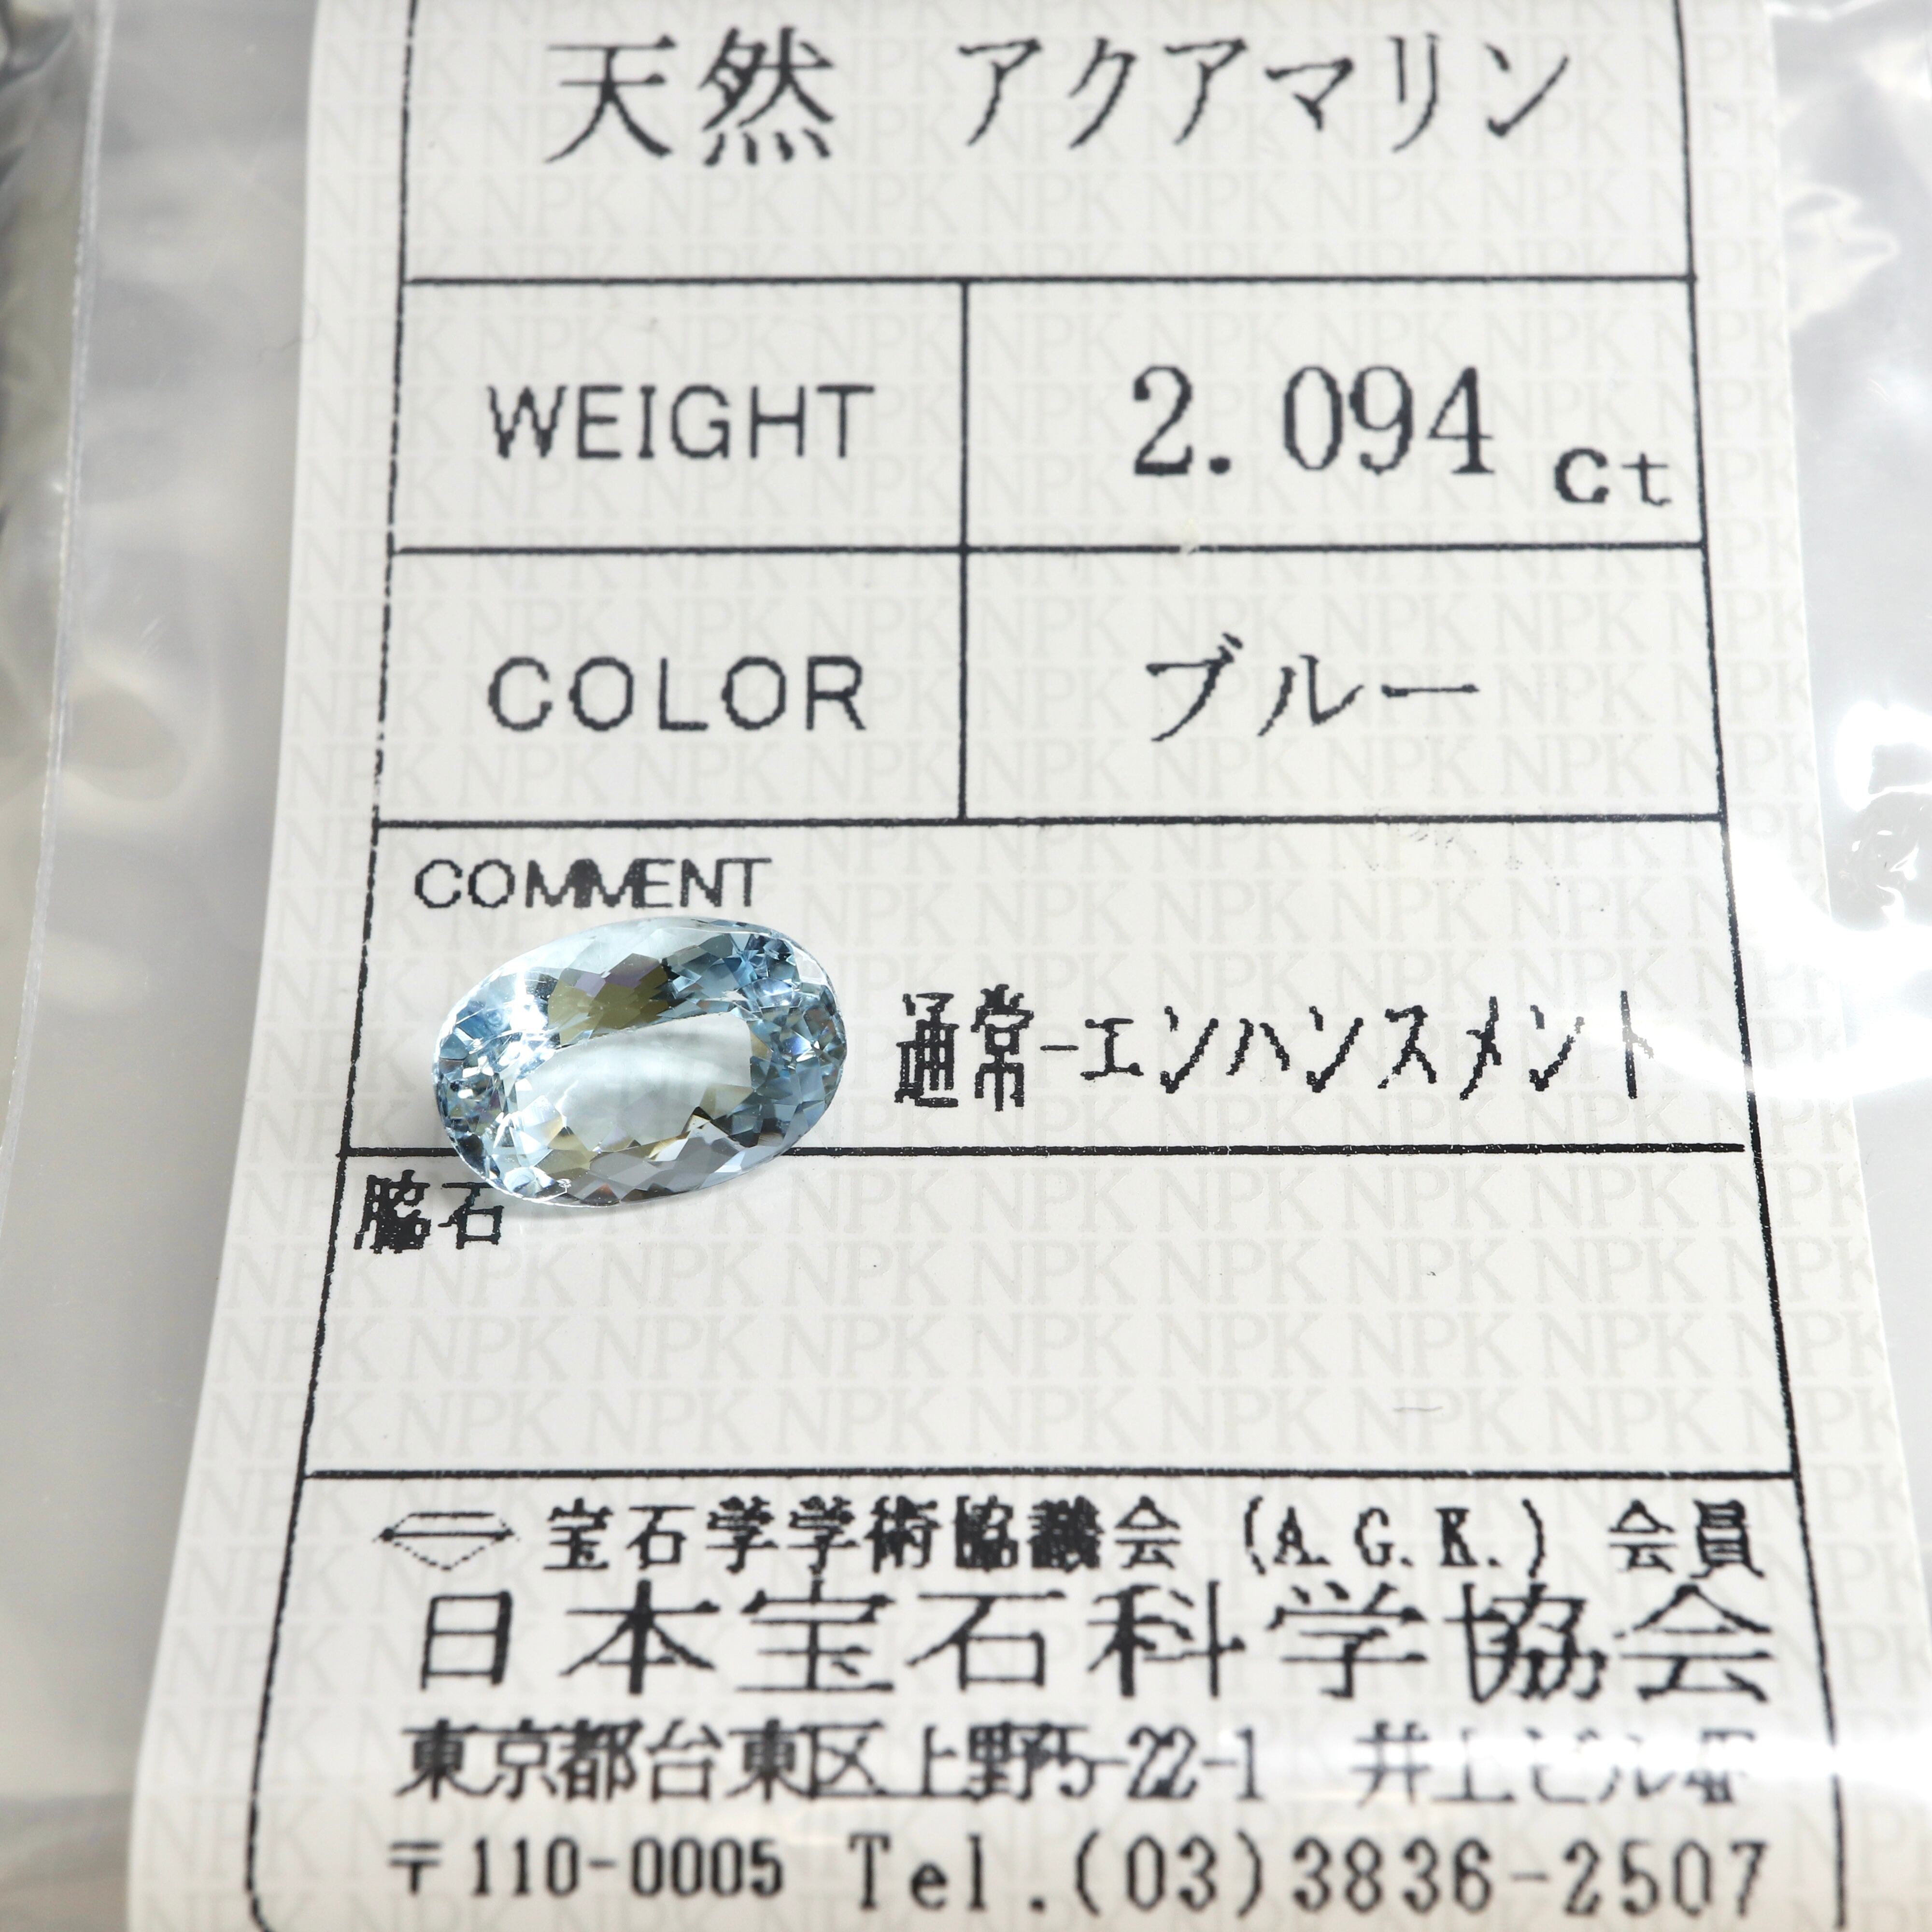 天然 アクアマリン
WEIGHT 2.094 ct
COLOR ブルー
COMMENT
通常-エンハンスメント
脇石
宝石学学術協議会 (A.G.K.) 会員
日本宝石科学協会
東京都台東区上野5-22-1 井上ビル4F
〒110-0005 Tel.(03)3836-2507